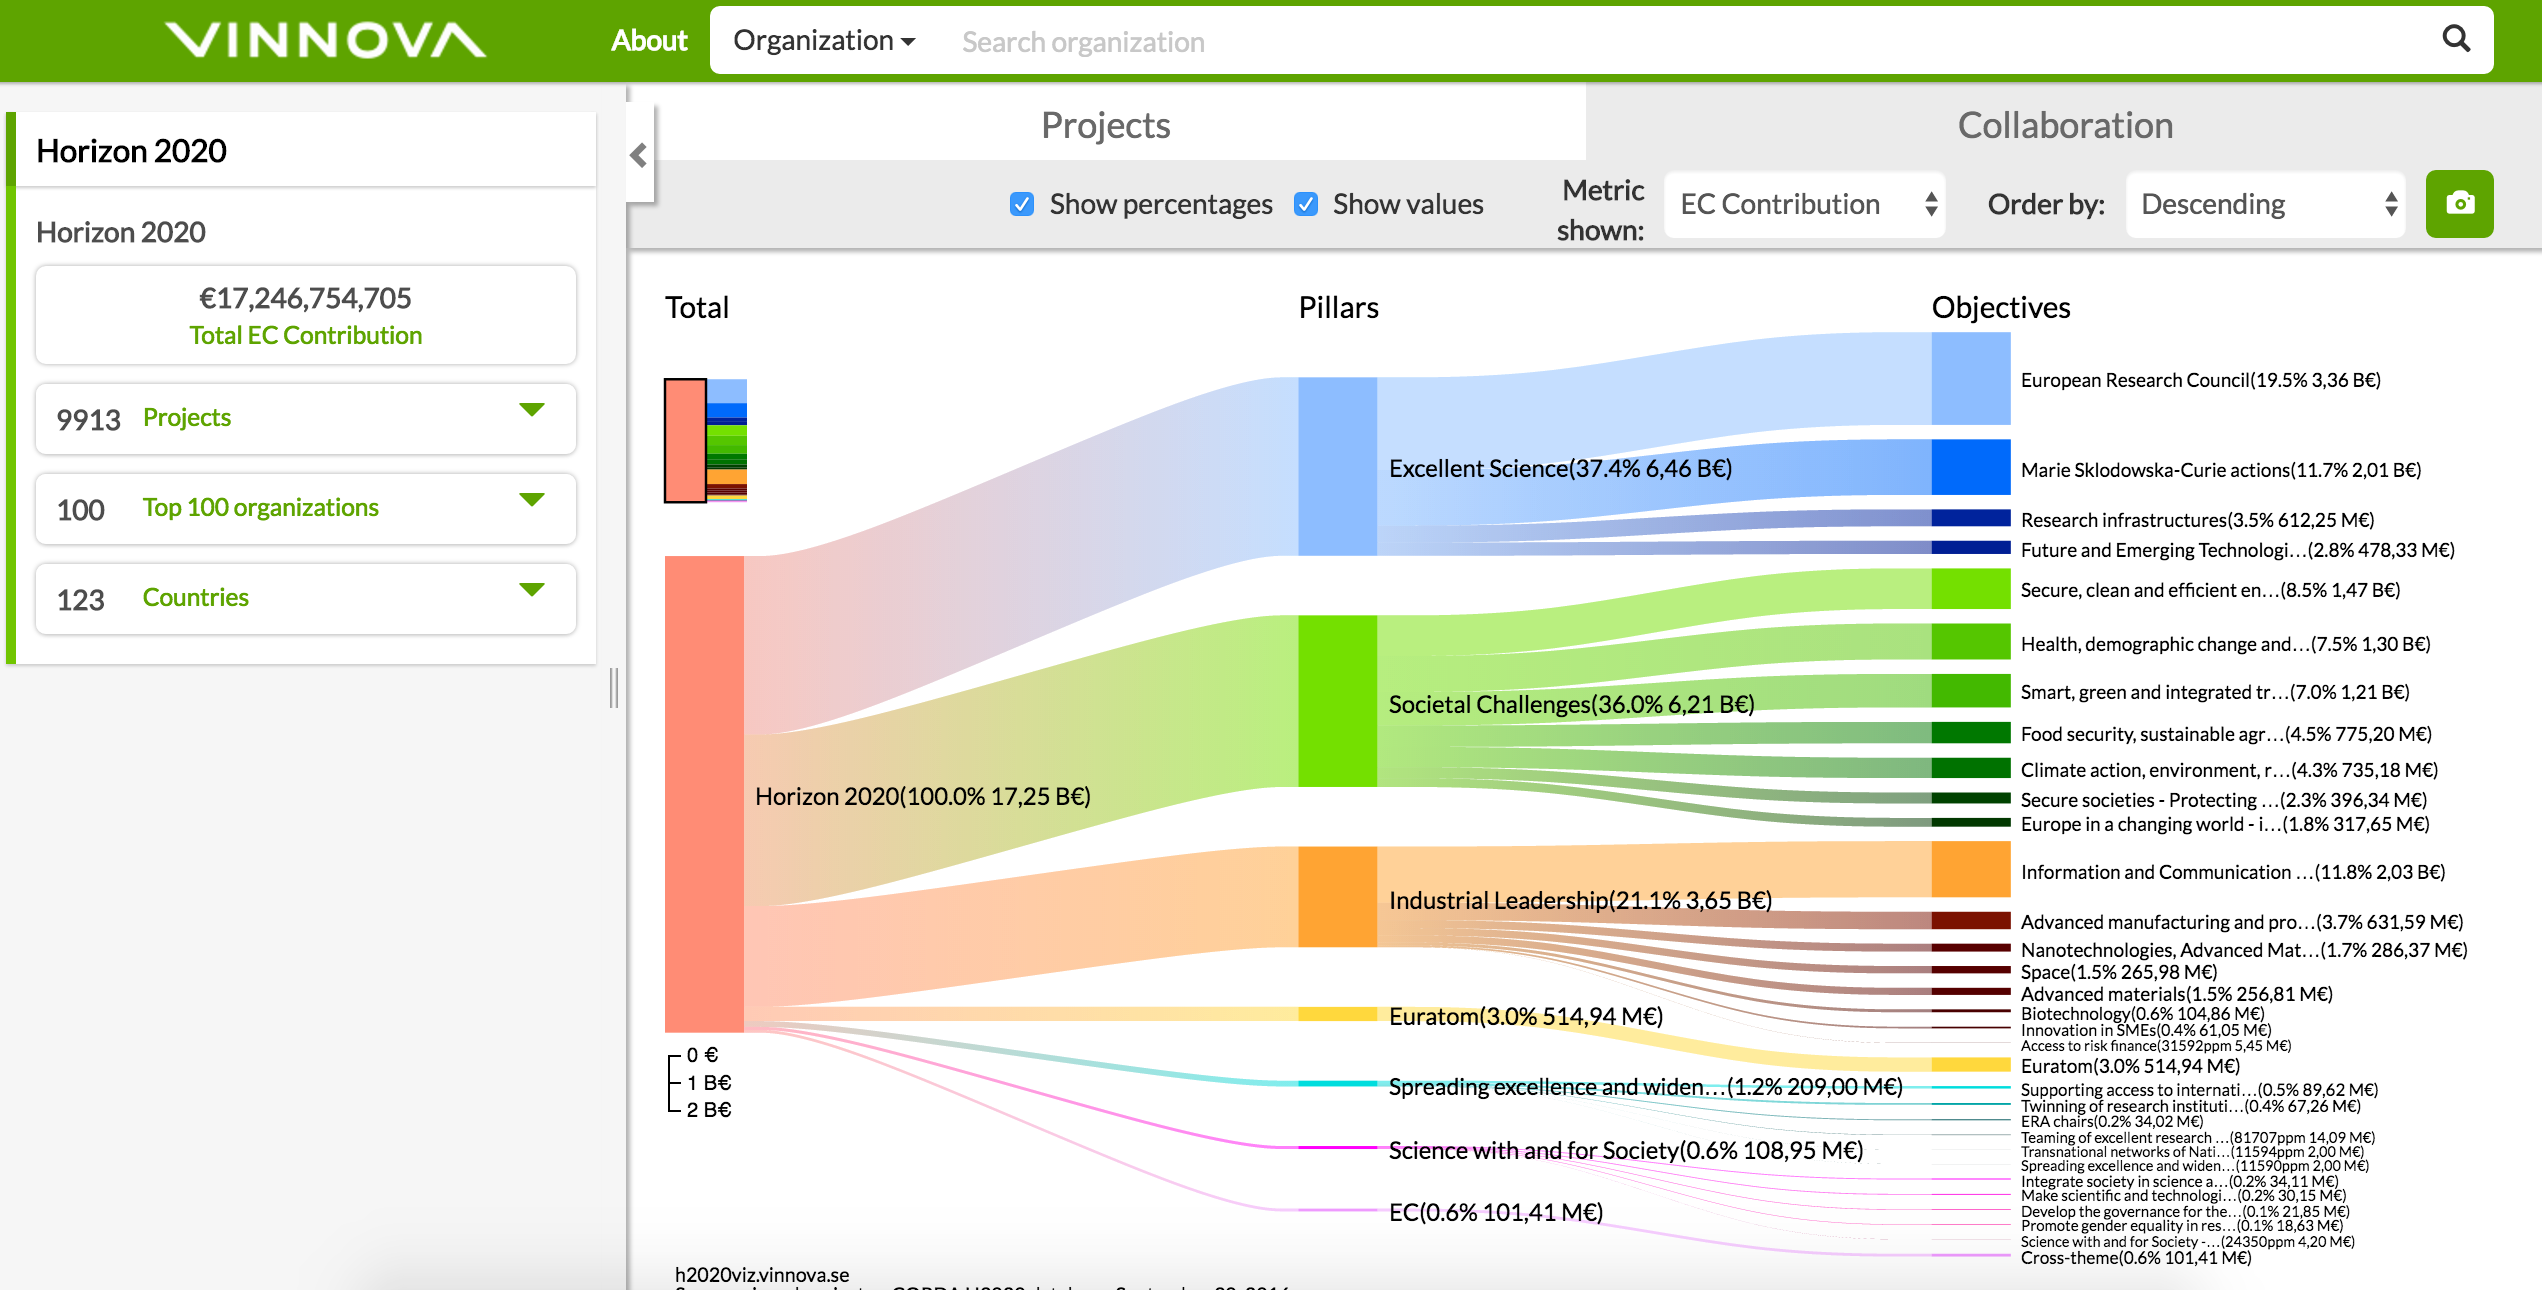 VINNOVA
About
Organization
Search organization
Horizon 2020
Horizon 2020
€17,246,754,705
Total EC Contribution
9913 Projects
100 Top 100 organizations
123 Countries
Projects
Collaboration
Show percentages
Show values
Metric
shown:
EC Contribution
Order by:
Descending
Total
Pillars
Objectives
Horizon 2020(100.0% 17,25 B€)
0 €
1 B€
2 B€
Excellent Science(37.4% 6,46 B€)
Societal Challenges(36.0% 6,21 B€)
Industrial Leadership(21.1% 3,65 B€)
Euratom(3.0% 514,94 M€)
Spreading excellence and widen...(1.2% 209,00 M€)
Science with and for Society(0.6% 108,95 M€)
EC(0.6% 101,41 M€)
European Research Council(19.5% 3,36 B€)
Marie Sklodowska-Curie actions(11.7% 2,01 B€)
Research infrastructures(3.5% 612,25 M€)
Future and Emerging Technologi...(2.8% 478,33 M€)
Secure, clean and efficient en...(8.5% 1,47 B€)
Health, demographic change and...(7.5% 1,30 B€)
Smart, green and integrated tr...(7.0% 1,21 B€)
Food security, sustainable agr...(4.5% 775,20 M€)
Climate action, environment, r...(4.3% 735,18 M€)
Secure societies - Protecting ...(2.3% 396,34 M€)
Europe in a changing world - i...(1.8% 317,65 M€)
Information and Communication ...(11.8% 2,03 B€)
Advanced manufacturing and pro...(3.7% 631,59 M€)
Nanotechnologies, Advanced Mat...(1.7% 286,37 M€)
Space(1.5% 265,98 M€)
Advanced materials(1.5% 256,81 M€)
Biotechnology(0.6% 104,86 M€)
Innovation in SMEs(0.4% 61,05 M€)
Access to risk finance(31592ppm 5,45 M€)
Euratom(3.0% 514,94 M€)
Supporting access to internati...(0.5% 89,62 M€)
Twinning of research instituti...(0.4% 67,26 M€)
ERA chairs(0.2% 34,02 M€)
Teaming of excellent research ...(81707ppm 14,09 M€)
Transnational networks of Nati...(11594ppm 2,00 M€)
Spreading excellence and widen...(11590ppm 2,00 M€)
Integrate society in science a...(0.2% 34,11 M€)
Make scientific and technologi...(0.2% 30,15 M€)
Develop the governance for the...(0.1% 21,85 M€)
Promote gender equality in res...(0.1% 18,63 M€)
Science with and for Society -...(24350ppm 4,20 M€)
Cross-theme(0.6% 101,41 M€)
h2020viz.vinnova.se